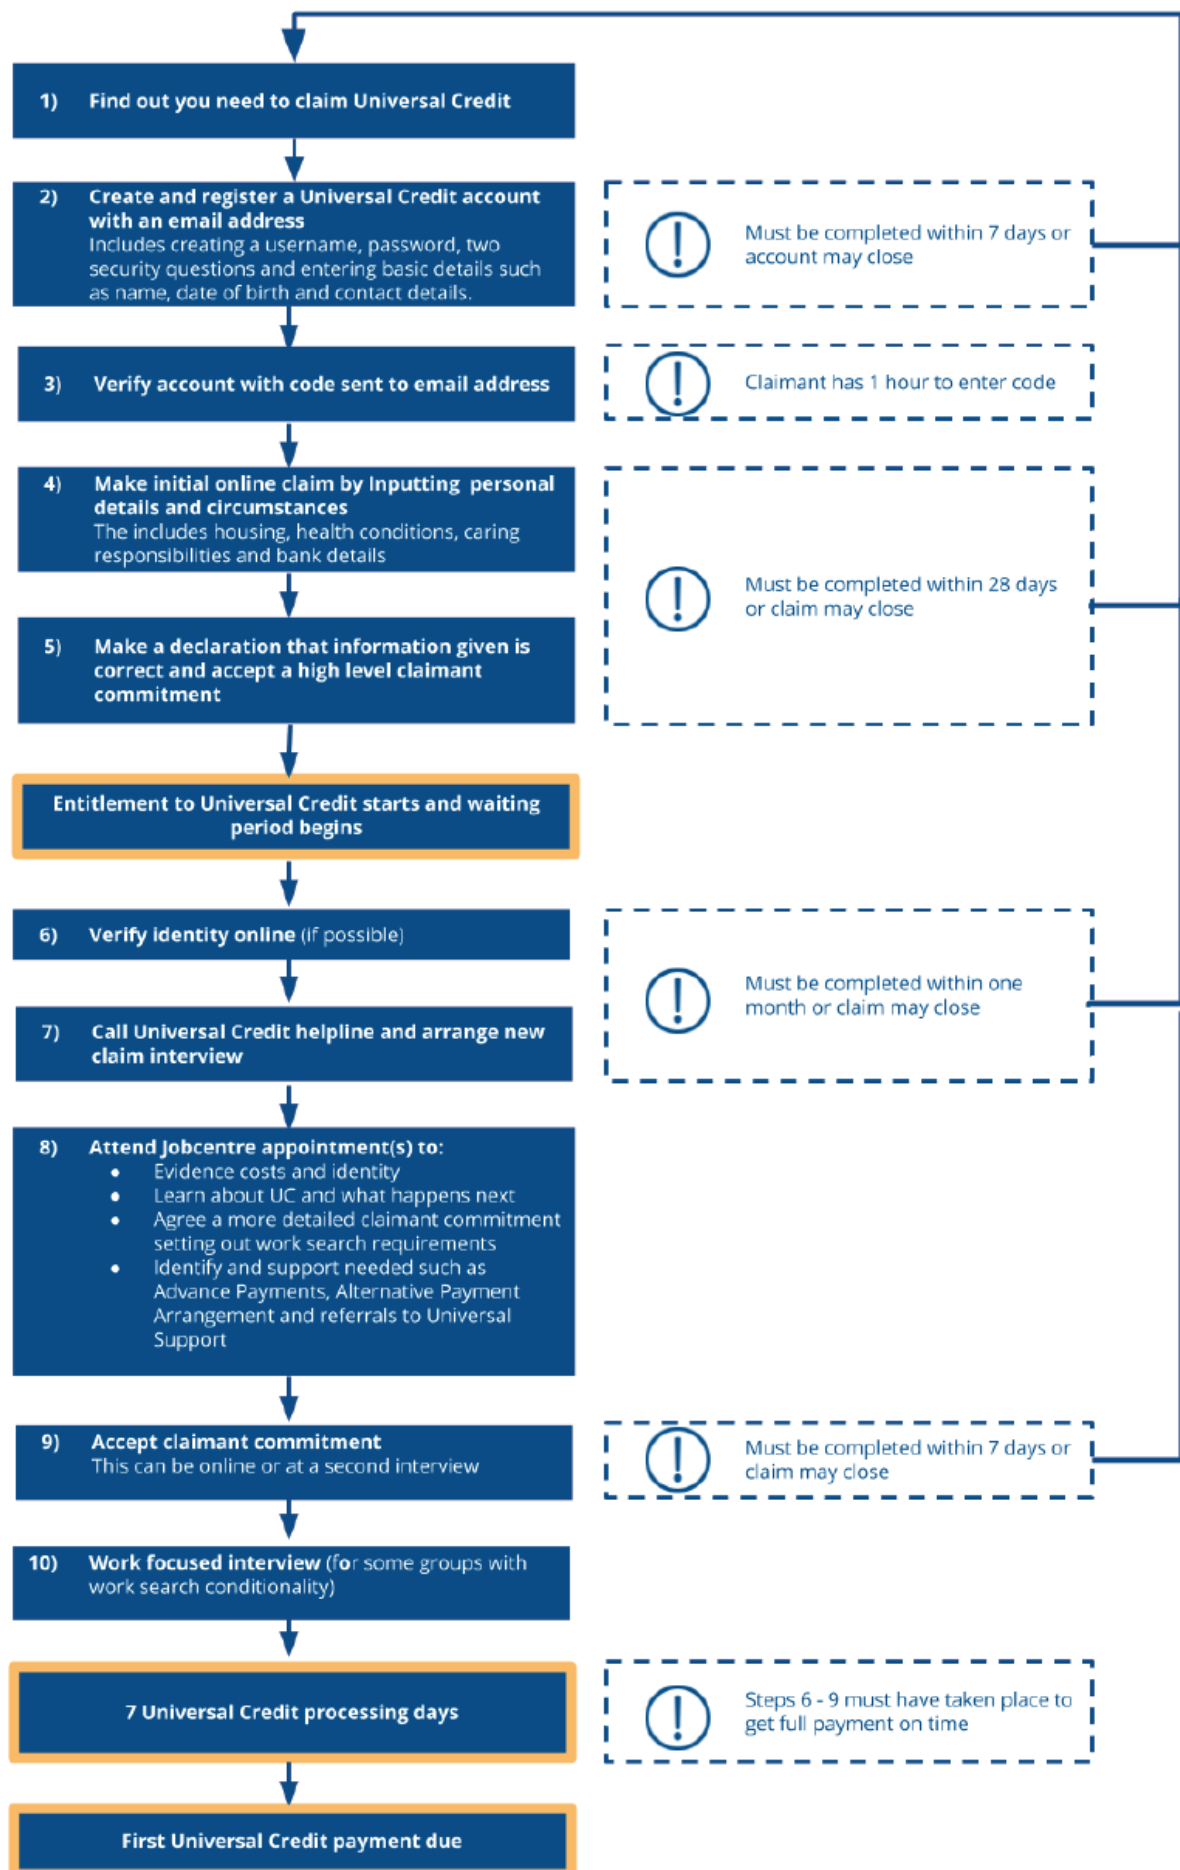 1) Find out you need to claim Universal Credit
2) Create and register a Universal Credit account
with an email address
Includes creating a username, password, two
security questions and entering basic details such
as name, date of birth and contact details.
Must be completed within 7 days or
account may close
3) Verify account with code sent to email address
Claimant has 1 hour to enter code
4) Make initial online claim by Inputting personal
details and circumstances
The includes housing, health conditions, caring
responsibilities and bank details
Must be completed within 28 days
or claim may close
5) Make a declaration that information given is
correct and accept a high level claimant
commitment
Entitlement to Universal Credit starts and waiting
period begins
6) Verify identity online (if possible)
Must be completed within one
month or claim may close
7) Call Universal Credit helpline and arrange new
claim interview
8) Attend Jobcentre appointment(s) to:
● Evidence costs and identity
● Learn about UC and what happens next
● Agree a more detailed claimant commitment
setting out work search requirements
● Identify and support needed such as
Advance Payments, Alternative Payment
Arrangement and referrals to Universal
Support
9) Accept claimant commitment
This can be online or at a second interview
Must be completed within 7 days or
claim may close
10) Work focused interview (for some groups with
work search conditionality)
7 Universal Credit processing days
Steps 6 - 9 must have taken place to
get full payment on time
First Universal Credit payment due